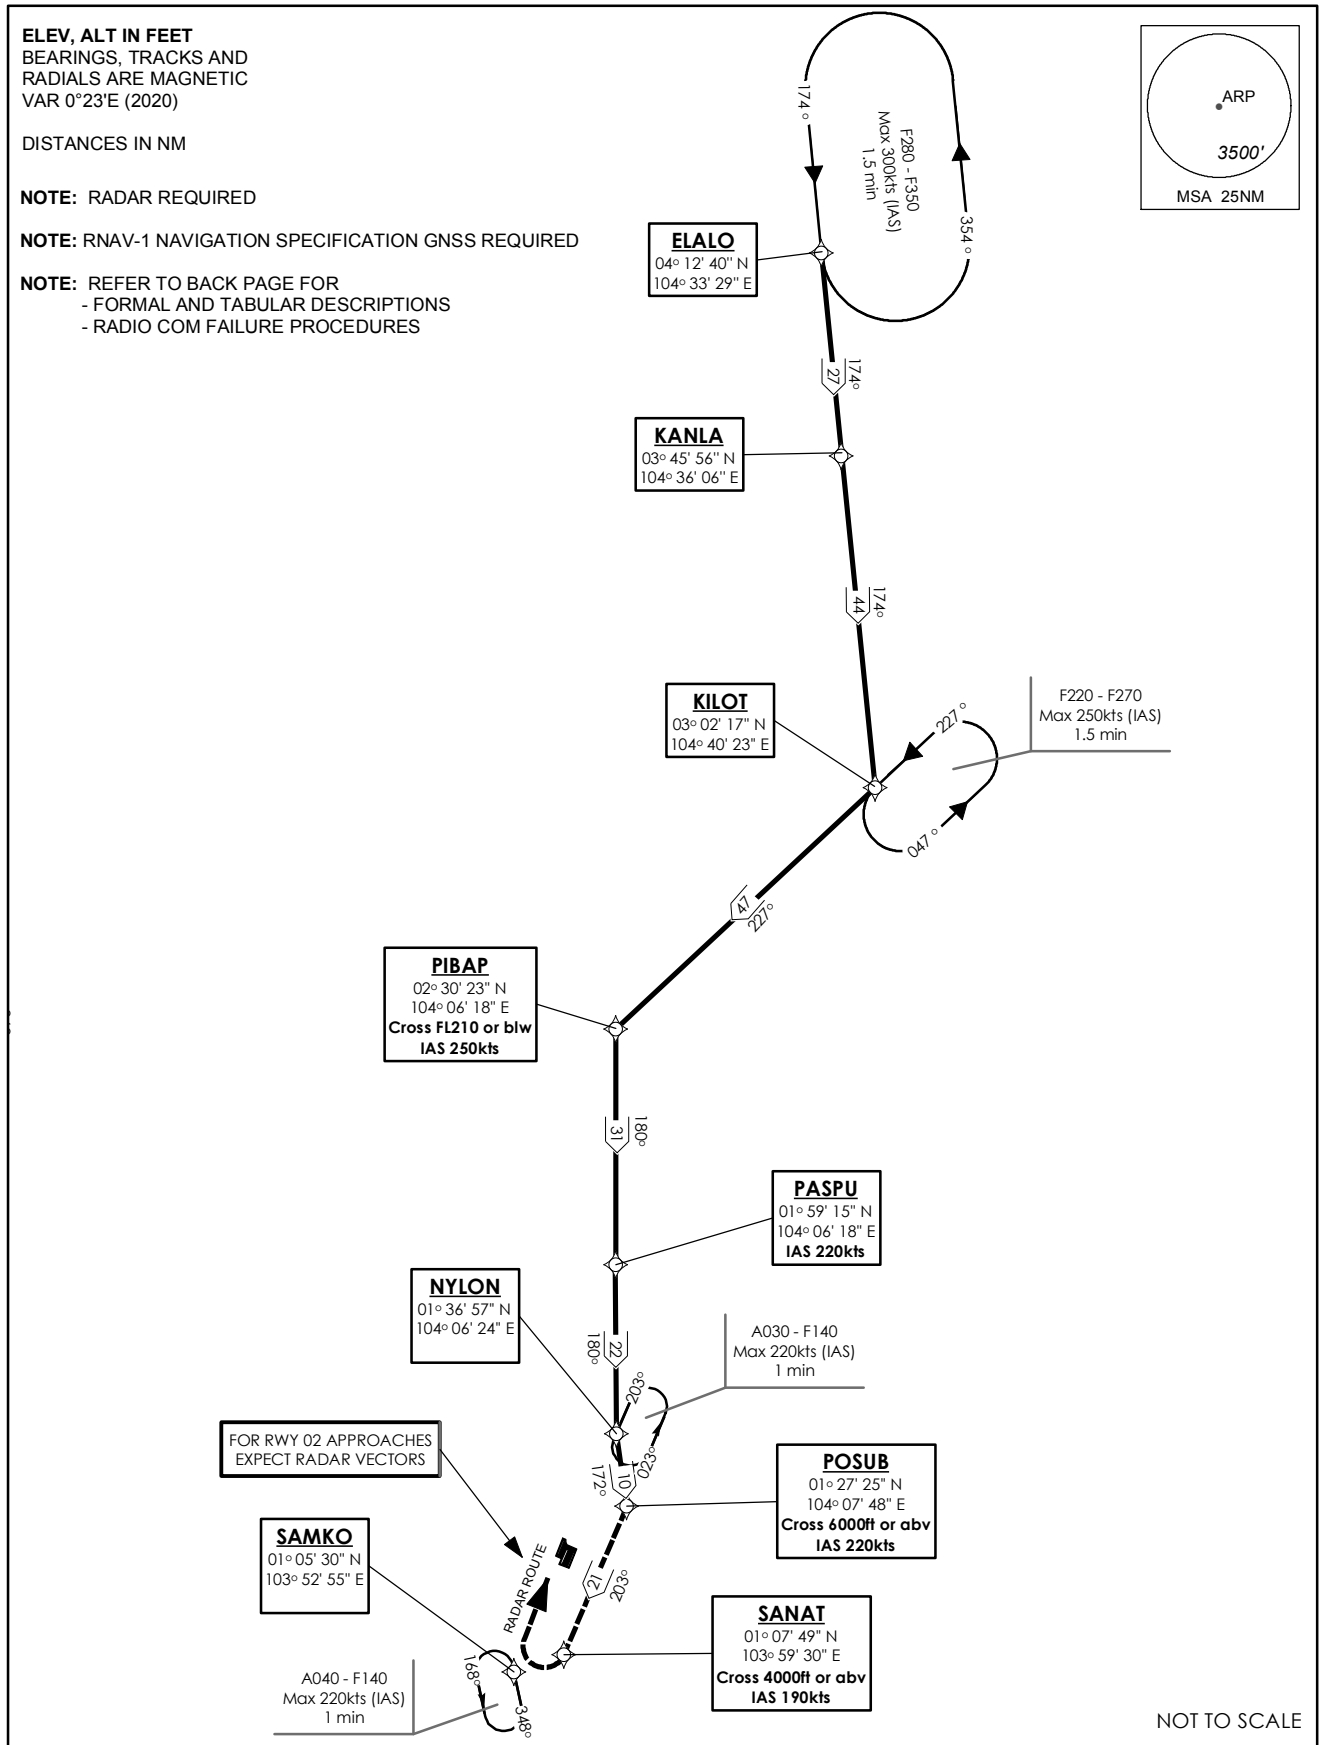 ELEV, ALT IN FEET
BEARINGS, TRACKS AND
RADIALS ARE MAGNETIC
VAR 0°23'E (2020)
DISTANCES IN NM
NOTE: RADAR REQUIRED
NOTE: RNAV-1 NAVIGATION SPECIFICATION GNSS REQUIRED
NOTE: REFER TO BACK PAGE FOR
- FORMAL AND TABULAR DESCRIPTIONS
- RADIO COM FAILURE PROCEDURES
ARP
3500'
MSA 25NM
174°
F280 - F350
Max 300kts (IAS)
1.5 min
354°
ELALO
04° 12' 40" N
104° 33' 29" E
27
174°
KANLA
03° 45' 56" N
104° 36' 06" E
44
174°
KILOT
03° 02' 17" N
104° 40' 23" E
227°
047°
F220 - F270
Max 250kts (IAS)
1.5 min
47
227°
PIBAP
02° 30' 23" N
104° 06' 18" E
Cross FL210 or blw
IAS 250kts
31
180°
PASPU
01° 59' 15" N
104° 06' 18" E
IAS 220kts
NYLON
01° 36' 57" N
104° 06' 24" E
22
180°
A030 - F140
Max 220kts (IAS)
1 min
203°
023°
10
172°
FOR RWY 02 APPROACHES
EXPECT RADAR VECTORS
POSUB
01° 27' 25" N
104° 07' 48" E
Cross 6000ft or abv
IAS 220kts
RADAR ROUTE
21
203°
SAMKO
01° 05' 30" N
103° 52' 55" E
SANAT
01° 07' 49" N
103° 59' 30" E
Cross 4000ft or abv
IAS 190kts
168°
348°
A040 - F140
Max 220kts (IAS)
1 min
NOT TO SCALE